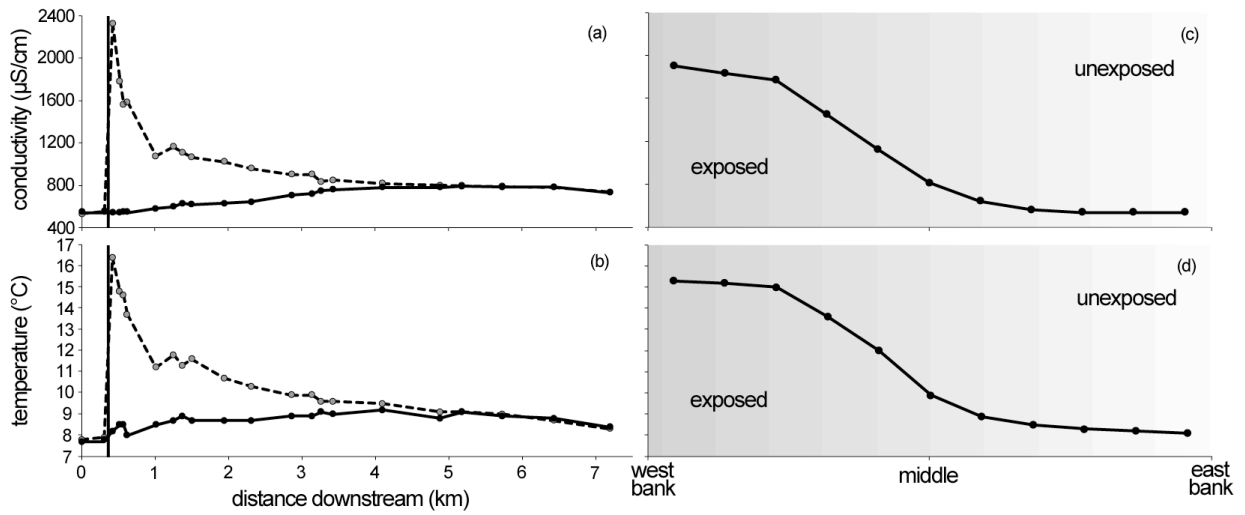 2400
2000
1600
1200
800
400
conductivity (µS/cm)
(a)
(c)
exposed
unexposed
17
16
15
14
13
12
11
10
9
8
7
temperature (°C)
(b)
(d)
exposed
unexposed
0 1 2 3 4 5 6 7
distance downstream (km)
west
bank
middle
east
bank